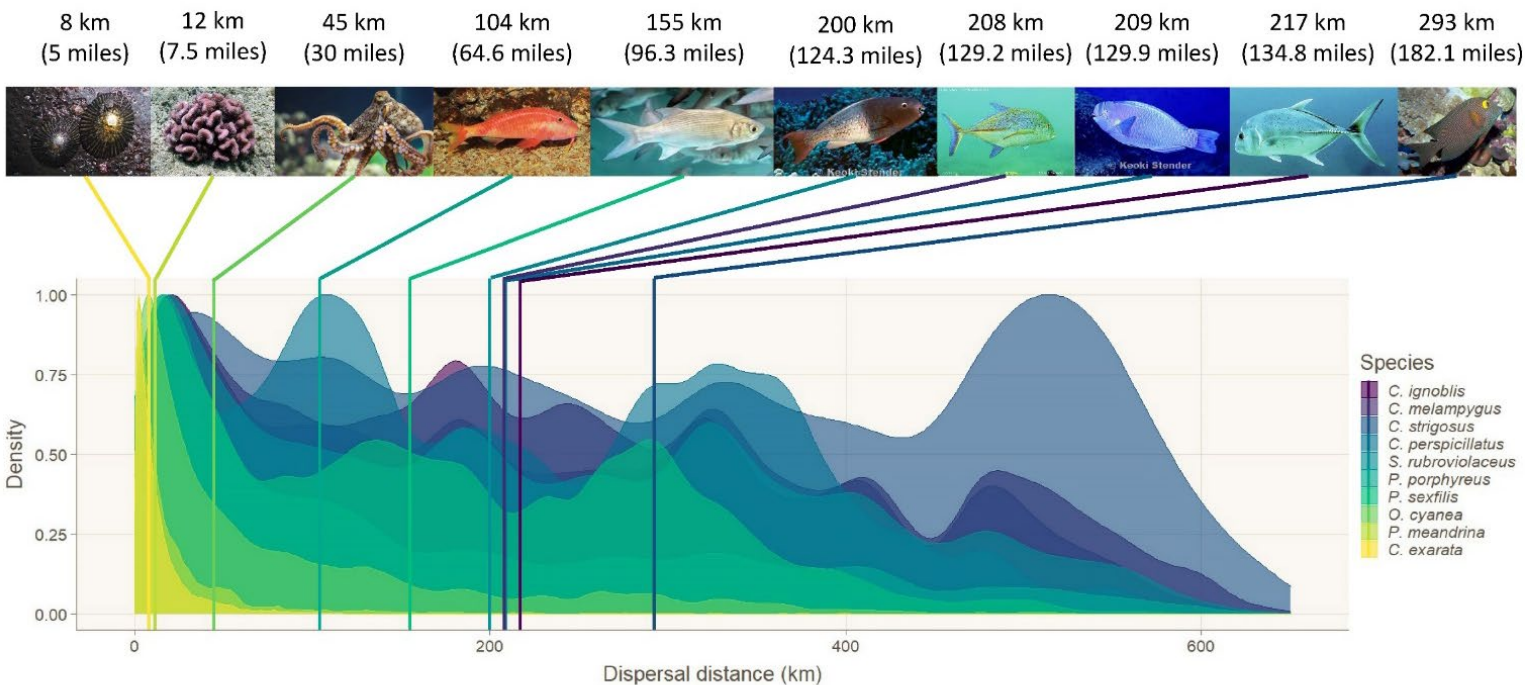 8 km
(5 miles)
12 km
(7.5 miles)
45 km
(30 miles)
104 km
(64.6 miles)
155 km
(96.3 miles)
200 km
(124.3 miles)
208 km
(129.2 miles)
209 km
(129.9 miles)
217 km
(134.8 miles)
293 km
(182.1 miles)
Keoki Stender
Keoki Stender
1.00
0.75
0.50
0.25
0.00
Density
0
200
400
600
Dispersal distance (km)
Species
C. ignoblis
C. melampygus
C. strigosus
C. perspicillatus
S. rubroviolaceus
P. porphyreus
P. sexfilis
O. cyanea
P. meandrina
C. exarata